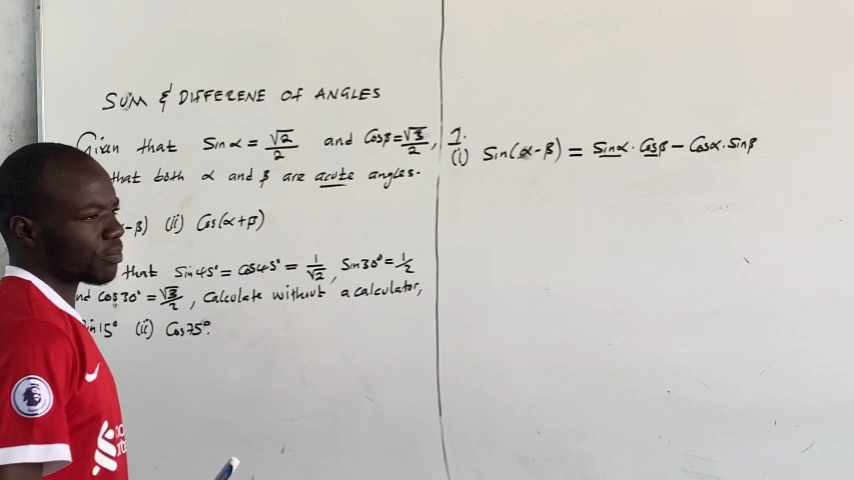 SUM & DIFFERENE OF ANGLES
Given that Sinα = √2/2 and Cosβ = √3/2,
that both α and β are acute angles.
-β) (ii) Cos(α+β)
that Sin45° = Cos45° = 1/√2, Sin30° = 1/2
nd Cos30° = √3/2, Calculate without a calculator,
in15° (ii) Cos75°.
1.
(i) Sin(α-β) = Sinα·Cosβ - Cosα·Sinβ